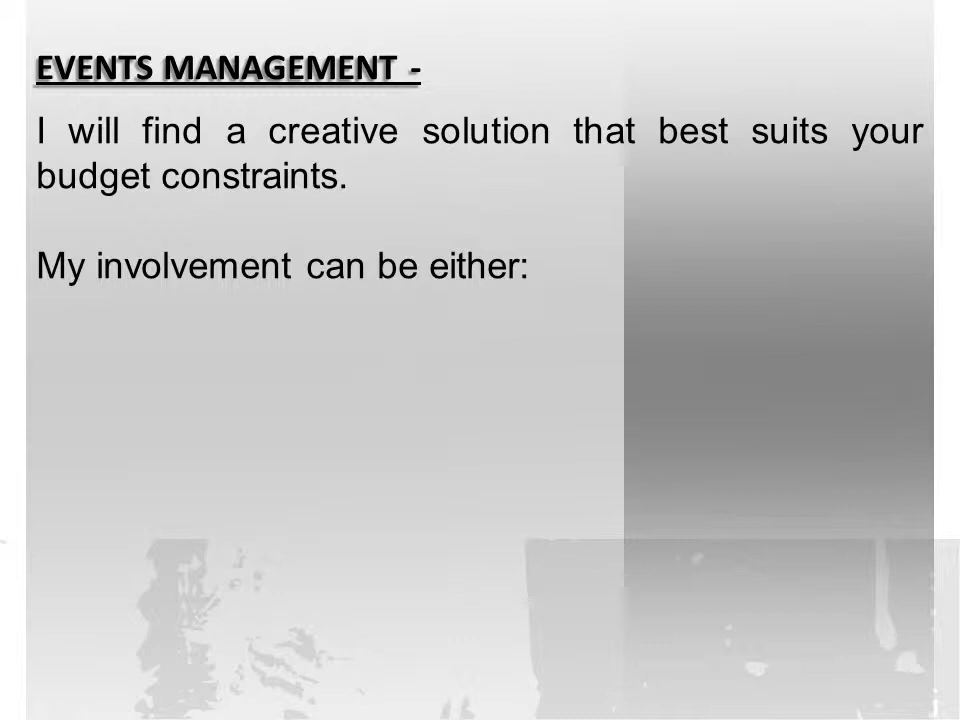 EVENTS MANAGEMENT -
I will find a creative solution that best suits your
budget constraints.
My involvement can be either: